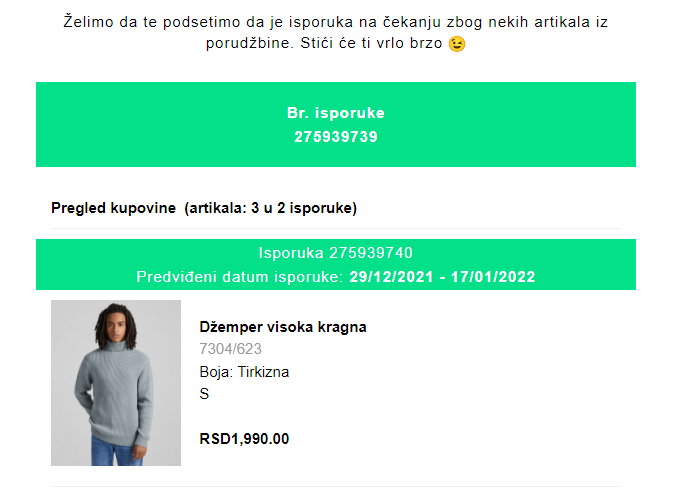 Želimo da te podsetimo da je isporuka na čekanju zbog nekih artikala iz
porudžbine. Stići će ti vrlo brzo 😉
Br. isporuke
275939739
Pregled kupovine (artikala: 3 u 2 isporuke)
Isporuka 275939740
Predviđeni datum isporuke: 29/12/2021 - 17/01/2022
Džemper visoka kragna
7304/623
Boja: Tirkizna
S
RSD1,990.00